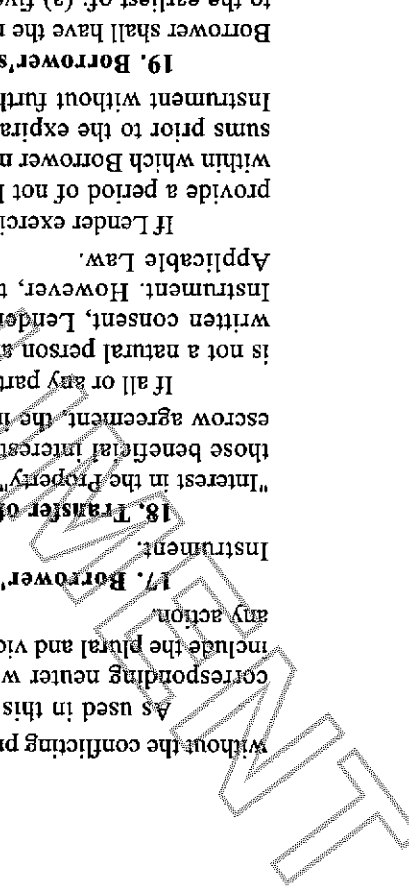 without the conflicting pr
As used in this
corresponding neuter w
include the plural and vic
any action.
17. Borrower's
Instrument.
18. Transfer of
"Interest in the Property"
those beneficial interest
escrow agreement, the in
If all or any part
is not a natural person a
written consent, Lender
Instrument. However, t
Applicable Law.
If Lender exerci
provide a period of not l
within which Borrower m
sums prior to the expira
Instrument without furth
19. Borrower's
Borrower shall have the r
to the earliest of: (a) five
UMENT